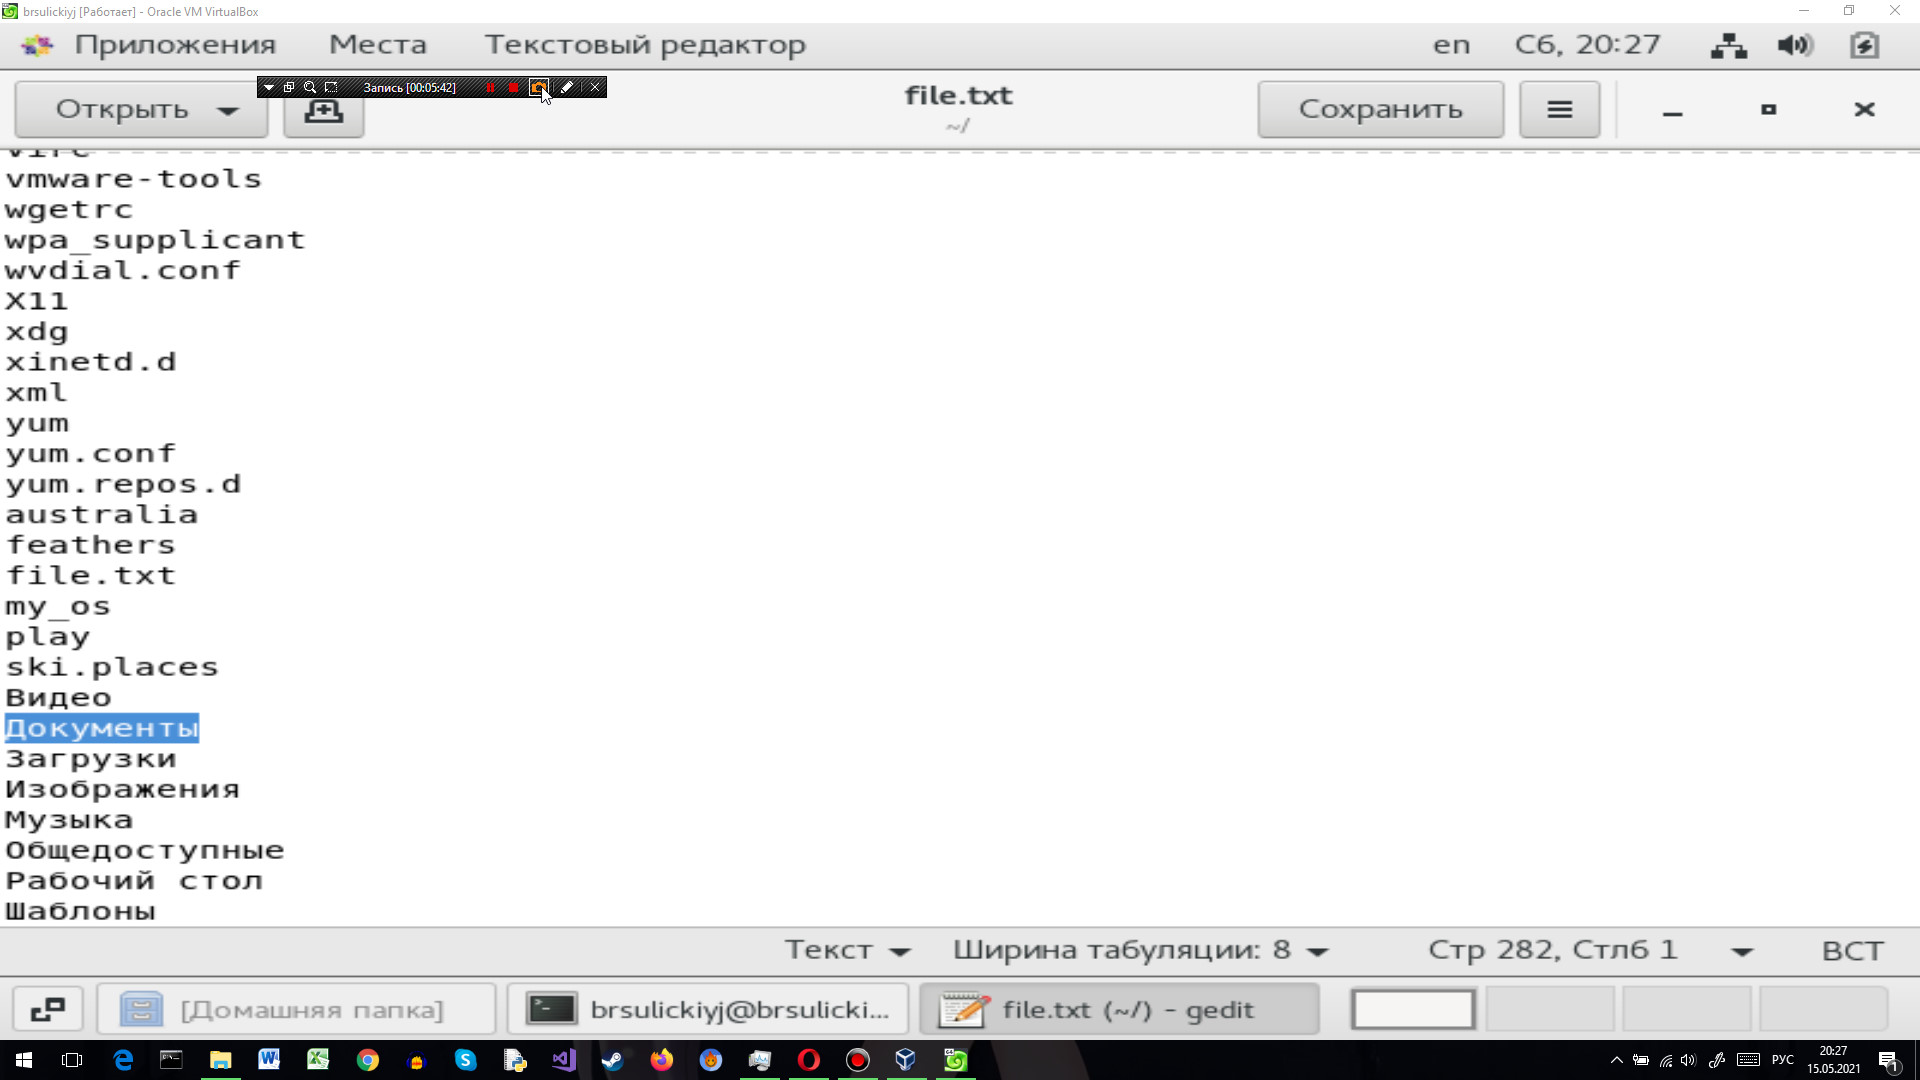 brsulickiyj [Работает] - Oracle VM VirtualBox
Приложения Места Текстовый редактор en Сб, 20:27
Запись [00:05:42]
Открыть file.txt Сохранить
~/
virc
vmware-tools
wgetrc
wpa_supplicant
wvdial.conf
X11
xdg
xinetd.d
xml
yum
yum.conf
yum.repos.d
australia
feathers
file.txt
my_os
play
ski.places
Видео
Документы
Загрузки
Изображения
Музыка
Общедоступные
Рабочий стол
Шаблоны
Текст Ширина табуляции: 8 Стр 282, Стлб 1 ВСТ
[Домашняя папка] brsulickiyj@brsulicki... file.txt (~/) - gedit
РУС 20:27
15.05.2021
1